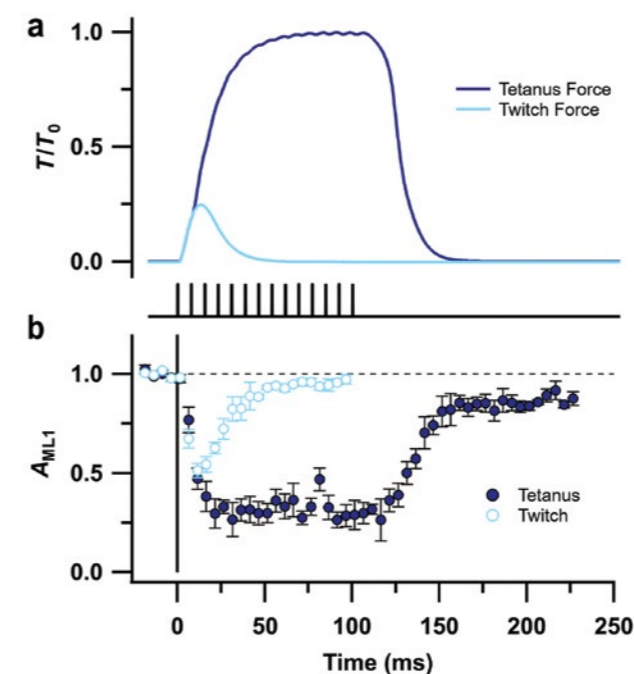 a
1.0
0.5
0.0
T/T0
Tetanus Force
Twitch Force
b
1.0
0.5
0.0
AML1
Tetanus
Twitch
0 50 100 150 200 250
Time (ms)